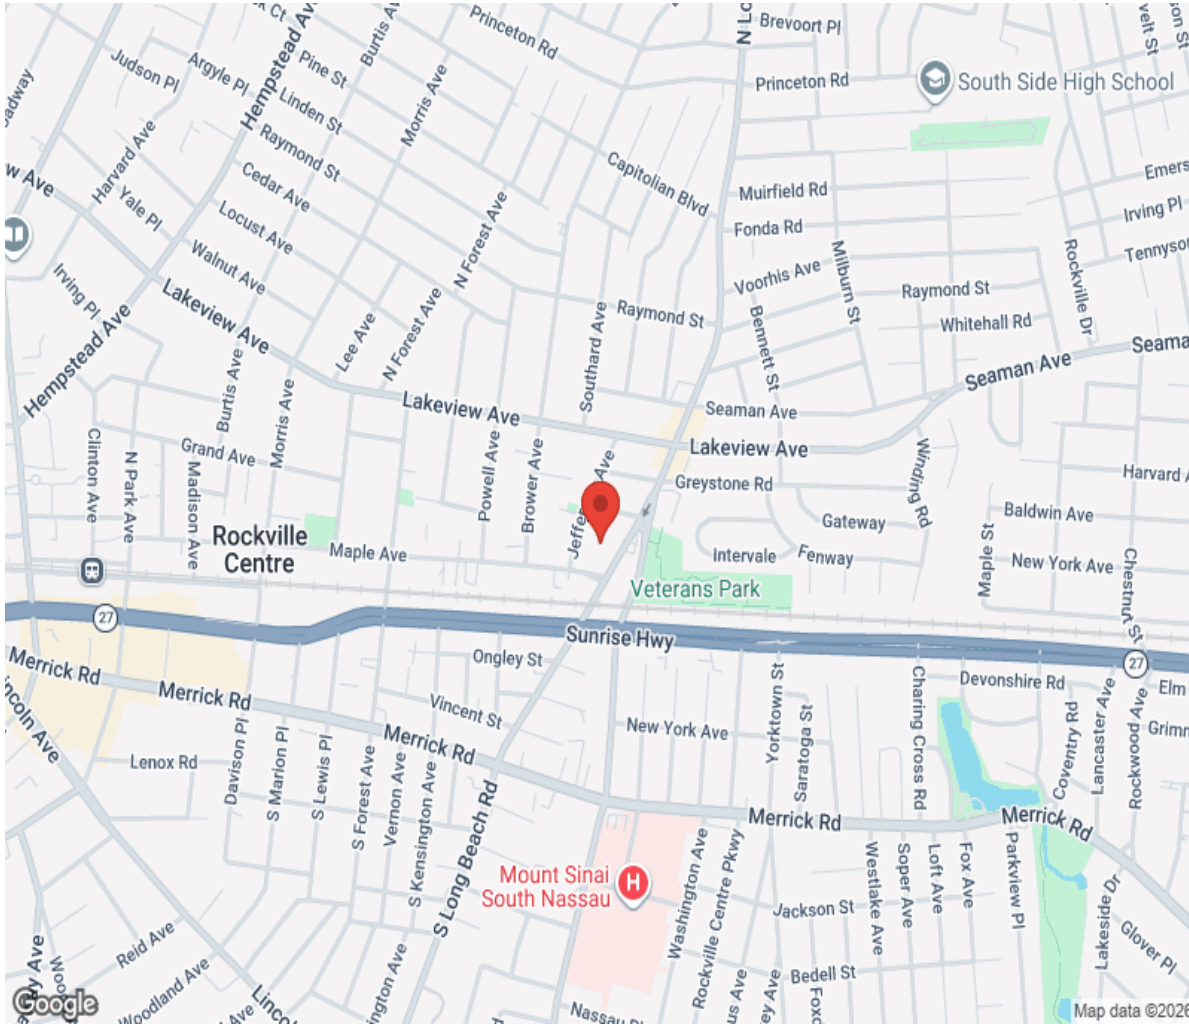 Princeton Rd
Brevoort Pl
Judson Pl
Argyle Pl
Pine St
Burtis Av
Hempstead Av
Linden St
Morris Ave
Princeton Rd
South Side High School
Raymond St
Harvard Ave
Capitolian Blvd
Cedar Ave
Muirfield Rd
Emers
Yale Pl
Locust Ave
N Forest Ave
Fonda Rd
Irving Pl
Walnut Ave
Milburn St
Tennyson
Rockville Dr
Irving Pl
Lakeview Ave
Voorhis Ave
Raymond St
Hempstead Ave
Lee Ave
N Forest Ave
Southard Ave
Raymond St
Bennett St
Whitehall Rd
Seaman Ave
Burtis Ave
Morris Ave
Lakeview Ave
Seaman Ave
Lakeview Ave
Clinton Ave
N Park Ave
Madison Ave
Grand Ave
Powell Ave
Brower Ave
Greystone Rd
Winding Rd
Harvard A
Gateway
Baldwin Ave
Rockville
Centre
Maple Ave
Intervale
Fenway
Maple St
New York Ave
Chestnut St
Veterans Park
27
Sunrise Hwy
27
Merrick Rd
Merrick Rd
Ongley St
Devonshire Rd
Elm
Vincent St
New York Ave
Yorktown St
Saratoga St
Charing Cross Rd
Coventry Rd
Lancaster Ave
Rockwood Ave
Grimm
Lenox Rd
Davison Pl
S Marion Pl
S Lewis Pl
S Forest Ave
Vernon Ave
S Kensington Ave
Merrick Rd
S Long Beach Rd
Merrick Rd
Merrick Rd
Mount Sinai
South Nassau
H
Washington Ave
Rockville Centre Pkwy
Jackson St
Westlake Ave
Soper Ave
Loft Ave
Fox Ave
Parkview Pl
Lakeside Dr
Glover Pl
Reid Ave
Woodland Ave
Bedell St
Google
Map data ©2026